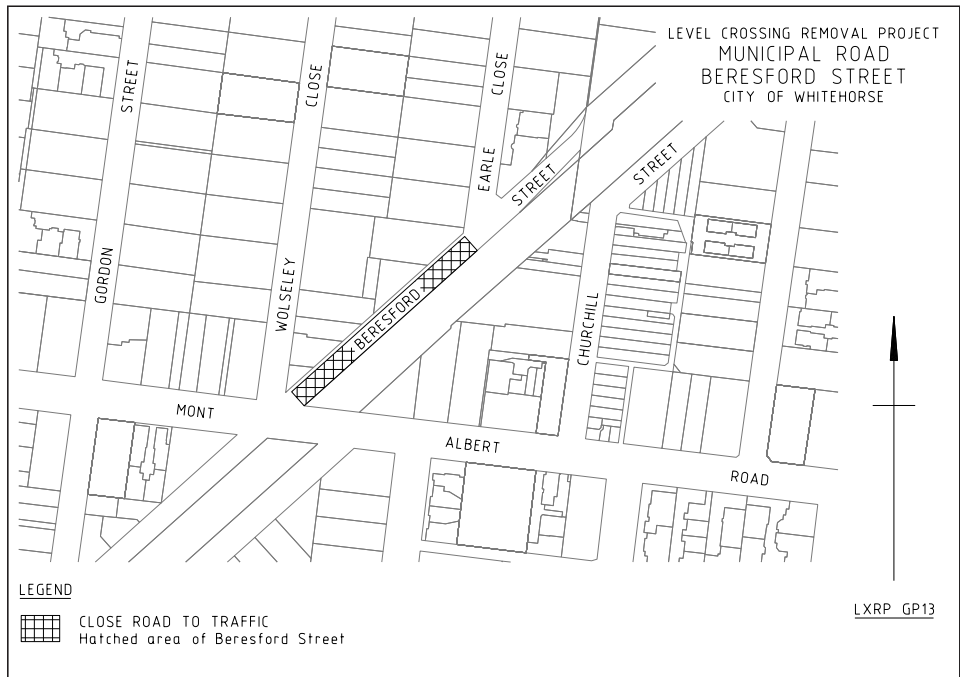 LEVEL CROSSING REMOVAL PROJECT
MUNICIPAL ROAD
BERESFORD STREET
CITY OF WHITEHORSE
GORDON STREET
WOLSELEY CLOSE
EARLE CLOSE
BERESFORD STREET
STREET
CHURCHILL
MONT ALBERT ROAD
LEGEND
CLOSE ROAD TO TRAFFIC
Hatched area of Beresford Street
LXRP GP13